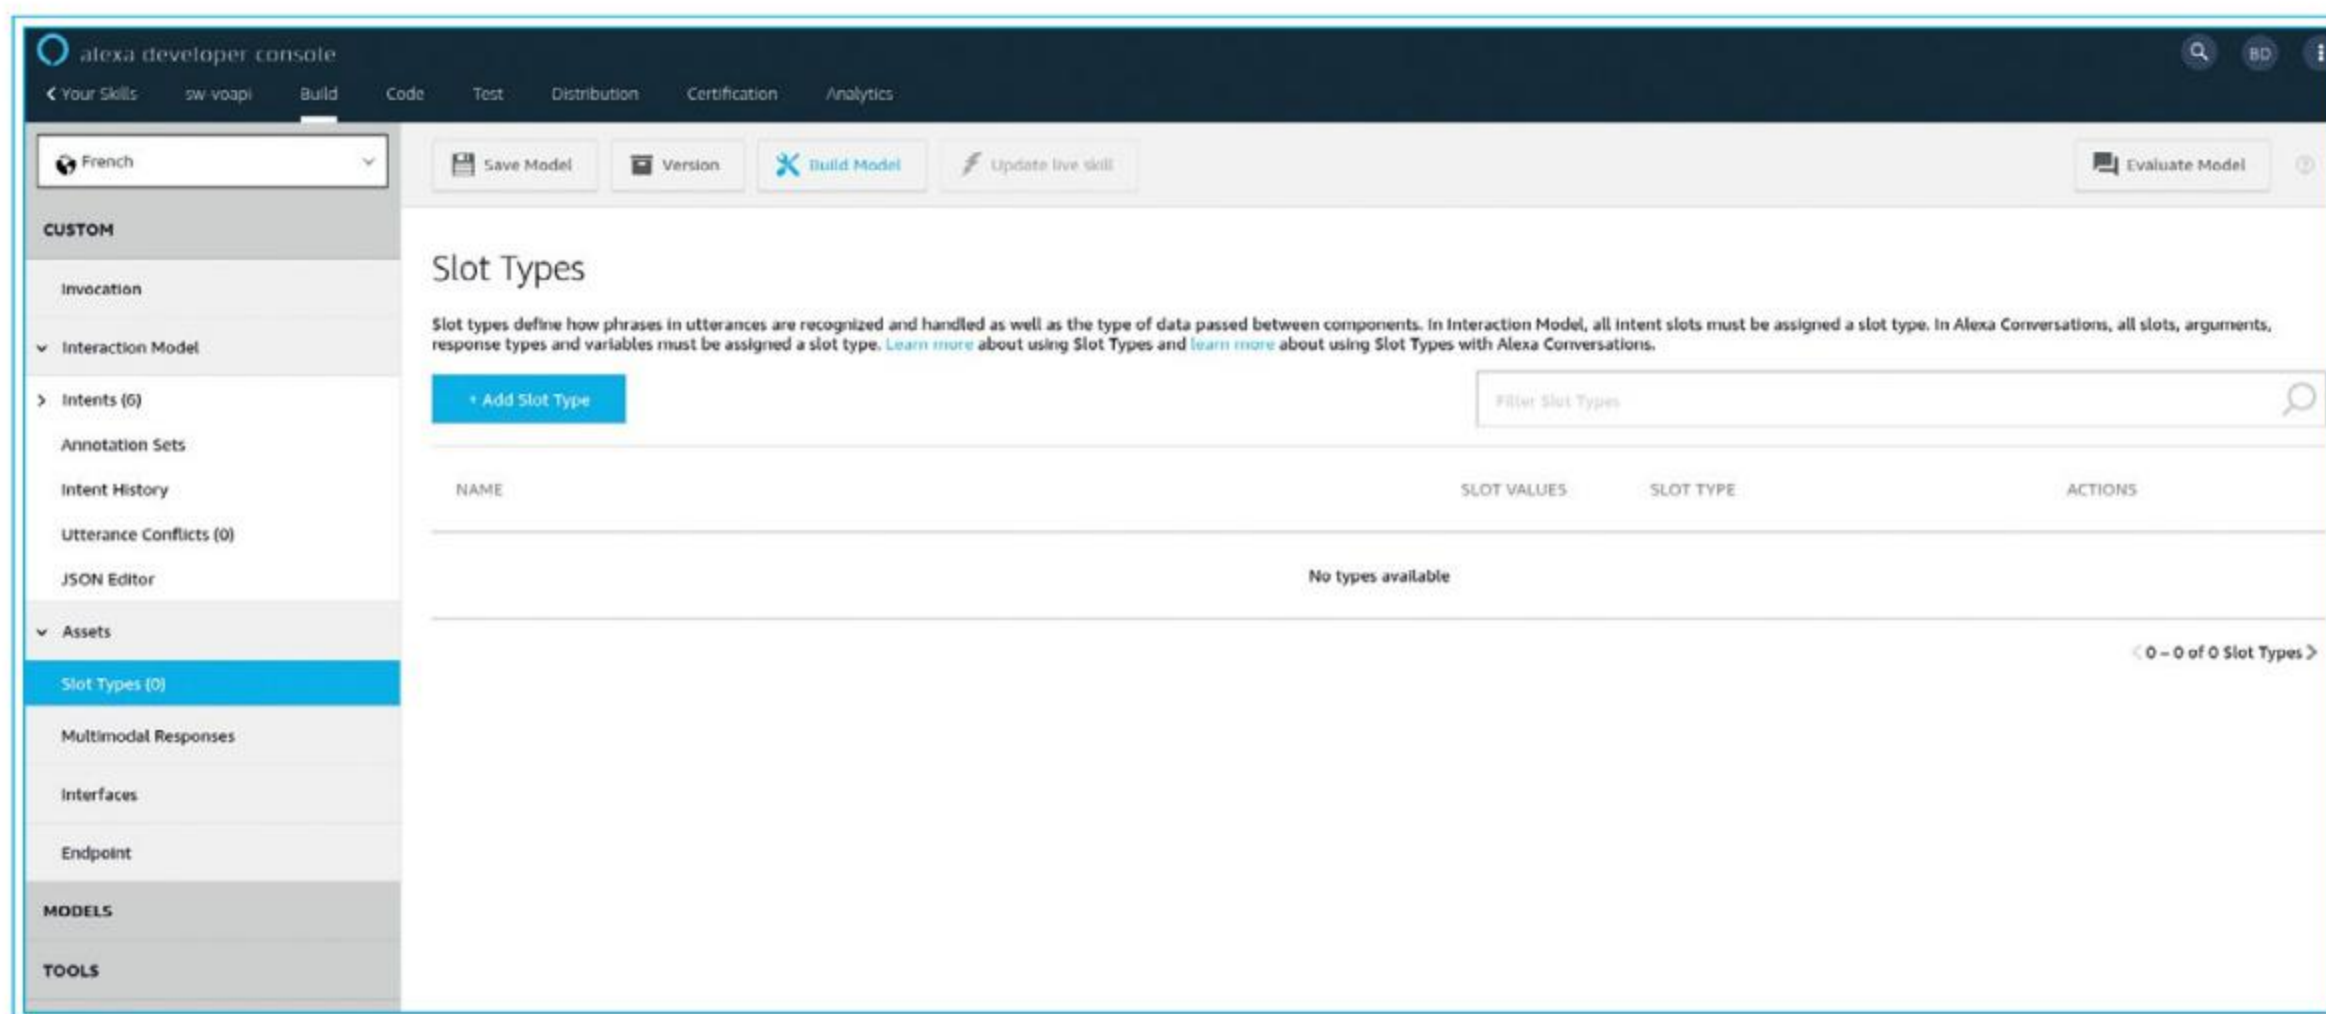 alexa developer console
BD
Your Skills sw-voapi Build Code Test Distribution Certification Analytics
French
Save Model Version Build Model Update live skill Evaluate Model
CUSTOM
Invocation
Interaction Model
Intents (6)
Annotation Sets
Intent History
Utterance Conflicts (0)
JSON Editor
Assets
Slot Types (0)
Multimodal Responses
Interfaces
Endpoint
MODELS
TOOLS
Slot Types
Slot types define how phrases in utterances are recognized and handled as well as the type of data passed between components. In Interaction Model, all intent slots must be assigned a slot type. In Alexa Conversations, all slots, arguments,
response types and variables must be assigned a slot type. Learn more about using Slot Types and learn more about using Slot Types with Alexa Conversations.
+ Add Slot Type
Filter Slot Types
NAME SLOT VALUES SLOT TYPE ACTIONS
No types available
< 0 – 0 of 0 Slot Types >